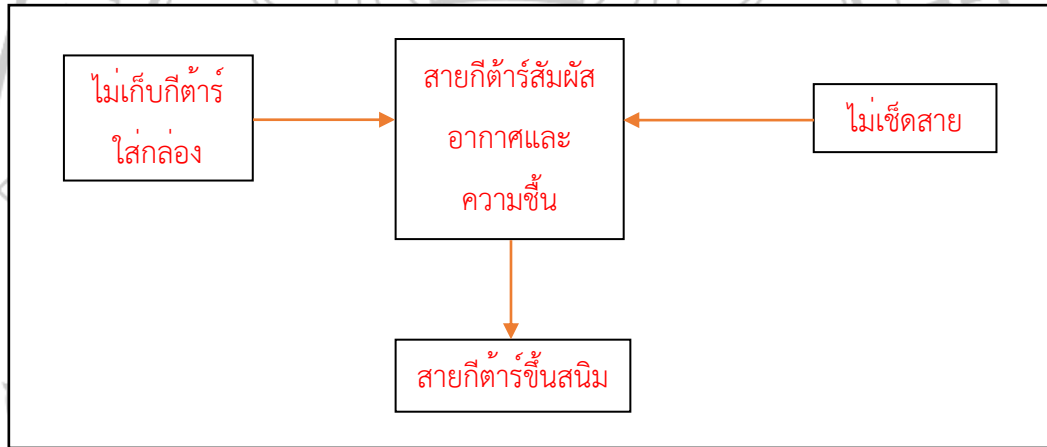 ไม่เก็บกีต้าร์
ใส่กล่อง
สายกีต้าร์สัมผัส
อากาศและ
ความชื้น
ไม่เช็ดสาย
สายกีต้าร์ขึ้นสนิม